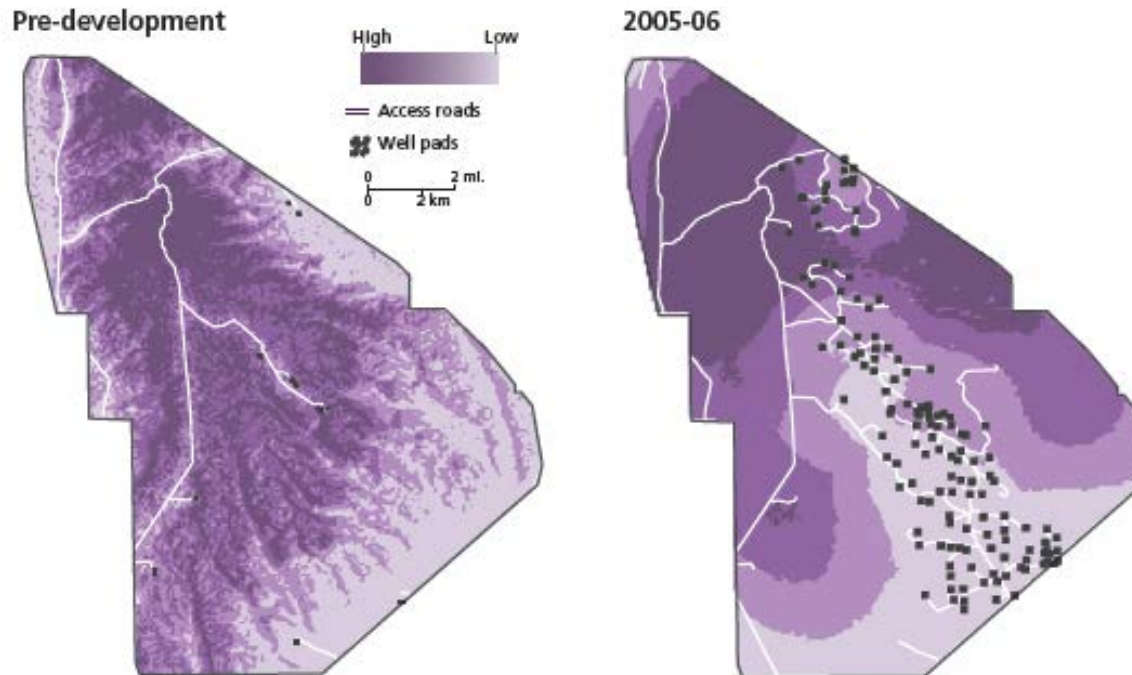 Pre-development
High Low
Access roads
Well pads
0 2 mi.
0 2 km
2005-06